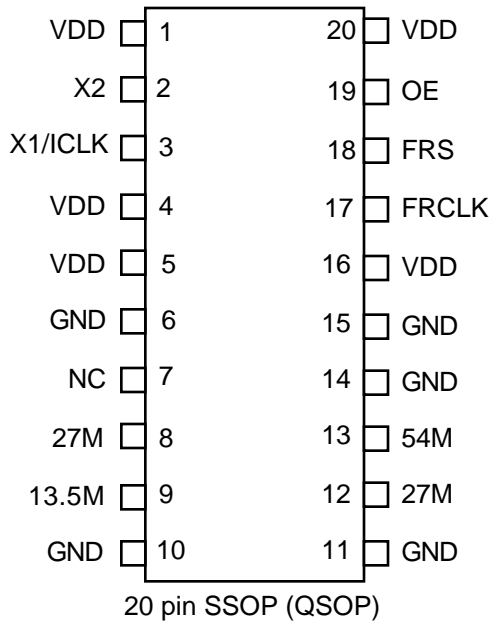 VDD 1 20 VDD
X2 2 19 OE
X1/ICLK 3 18 FRS
VDD 4 17 FRCLK
VDD 5 16 VDD
GND 6 15 GND
NC 7 14 GND
27M 8 13 54M
13.5M 9 12 27M
GND 10 11 GND
20 pin SSOP (QSOP)